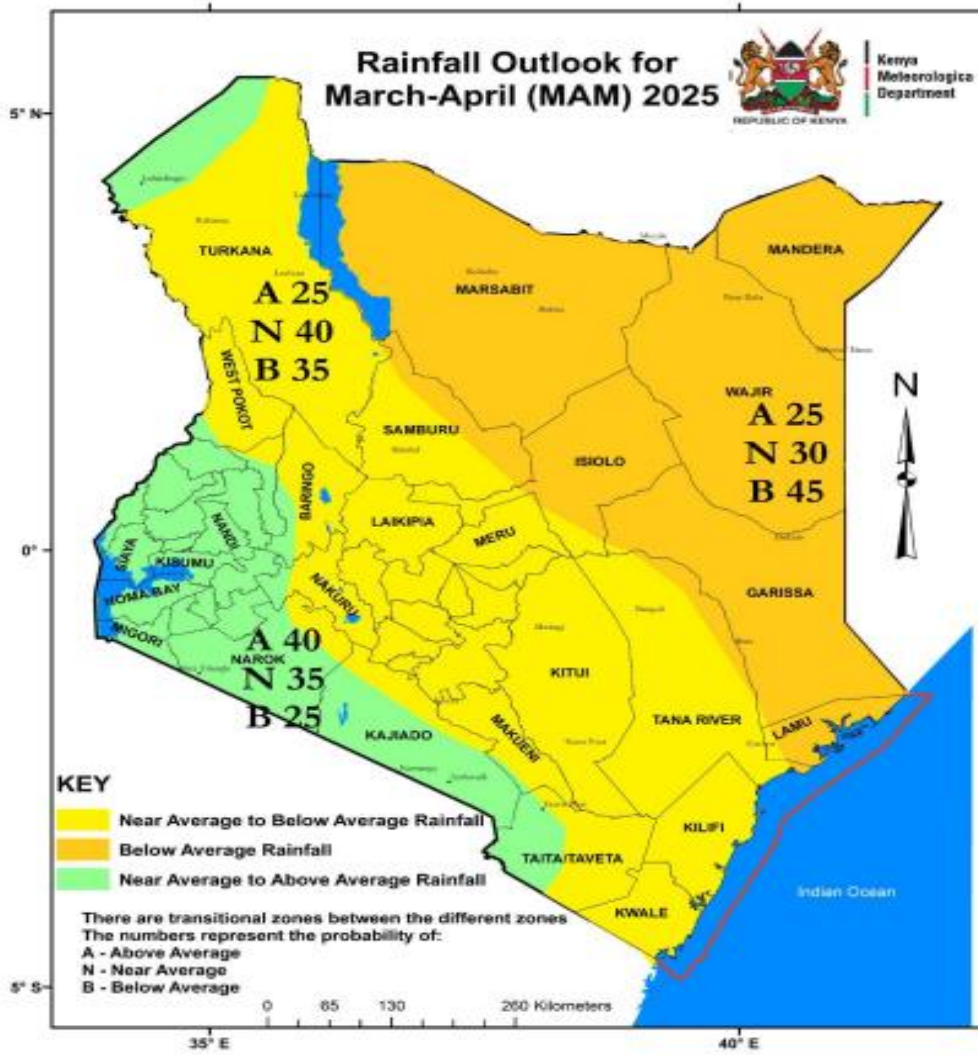 Rainfall Outlook for
March-April (MAM) 2025
REPUBLIC OF KENYA
Kenya
Meteorologica
Department
5° N
MANDERA
TURKANA
MARSABIT
A 25
N 40
B 35
WEST POKOT
WAJIR
A 25
N 30
B 45
N
SAMBURU
ISIOLO
BARINGO
LAIKIPIA
MERU
NANDI
0°
SIAYA
KISUMU
HOMA BAY
NAKURU
GARISSA
MIGORI
A 40
NAROK
N 35
B 25
KITUI
TANA RIVER
LAMU
KAJIADO
MAKUENI
KEY
Near Average to Below Average Rainfall
Below Average Rainfall
Near Average to Above Average Rainfall
KILIFI
TAITA/TAVETA
Indian Ocean
KWALE
There are transitional zones between the different zones
The numbers represent the probability of:
A - Above Average
N - Near Average
B - Below Average
5° S
0 65 130 260 Kilometers
35° E
40° E